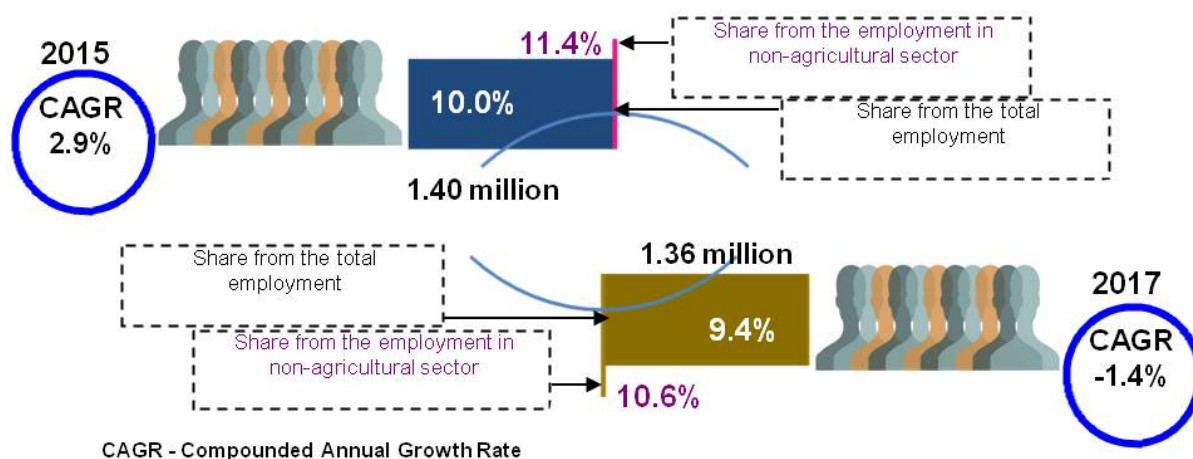 2015
CAGR
2.9%
11.4%
10.0%
1.40 million
Share from the employment in
non-agricultural sector
Share from the total
employment
Share from the total
employment
Share from the employment in
non-agricultural sector
1.36 million
9.4%
10.6%
2017
CAGR
-1.4%
CAGR - Compounded Annual Growth Rate